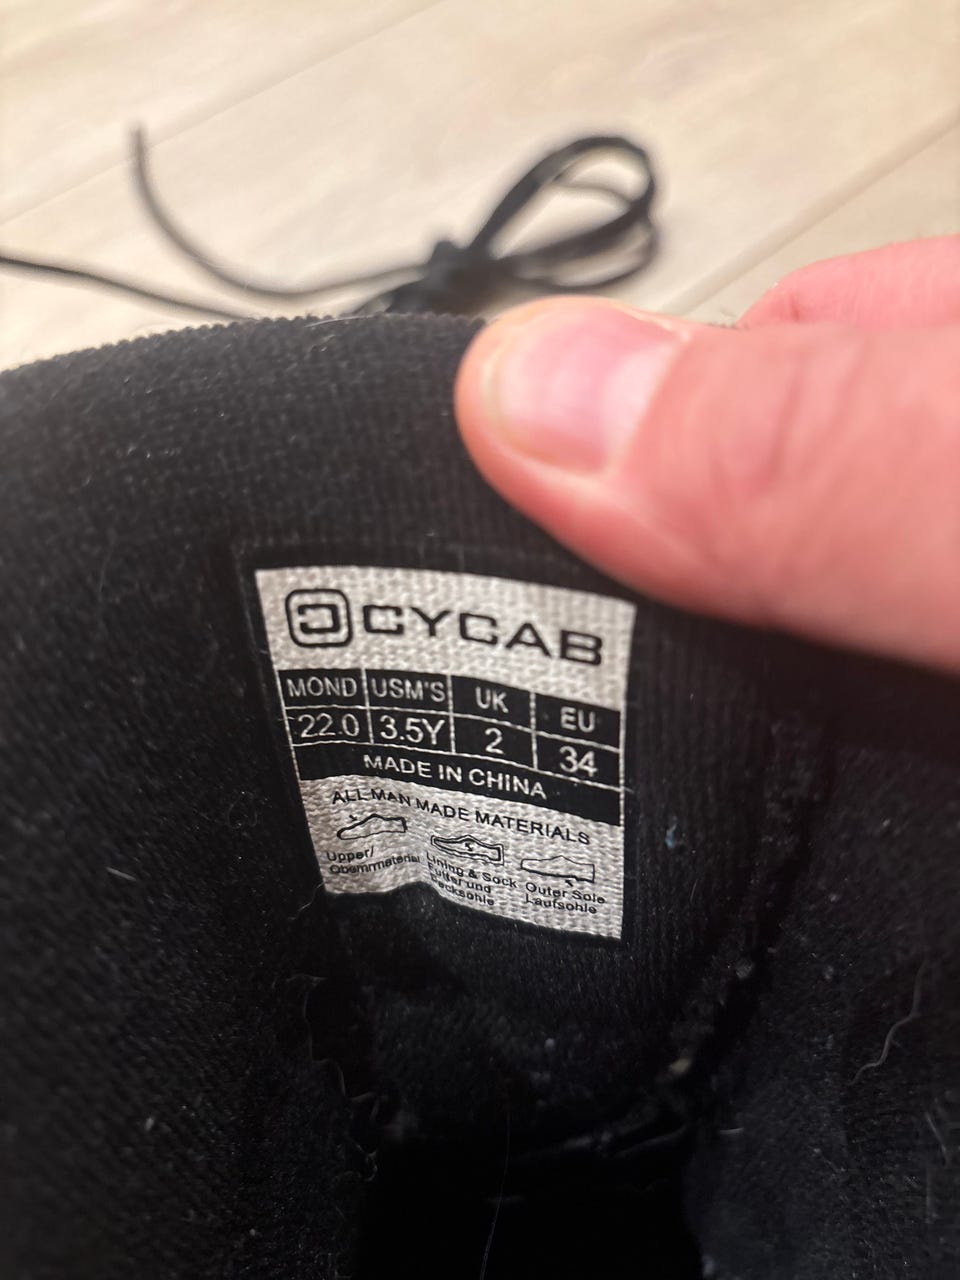 CYCAB
MOND USM'S UK EU
22.0 3.5Y 2 34
MADE IN CHINA
ALL MAN MADE MATERIALS
Upper/
Obermmaterial
Lining & Sock
Futter und
Decksohle
Outer Sole
Laufsohle